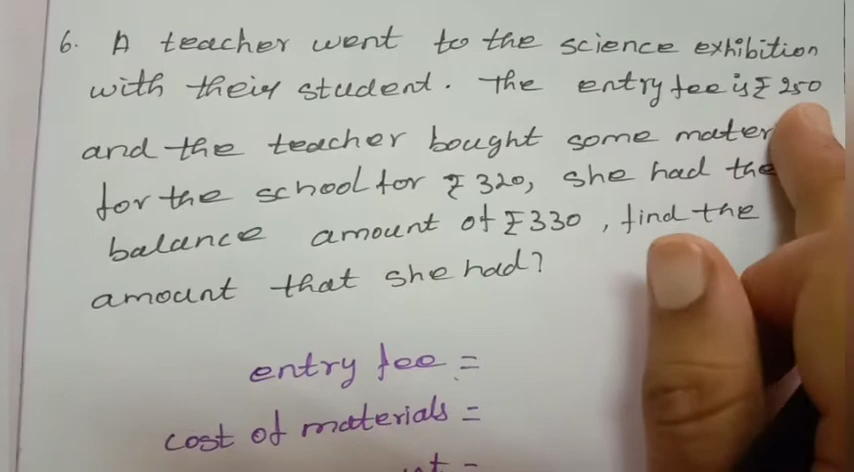 6. A teacher went to the science exhibition
with their student. The entry fee is ₹ 250
and the teacher bought some mater
for the school for ₹ 320, she had the
balance amount of ₹330, find the
amount that she had?
entry fee =
cost of materials =